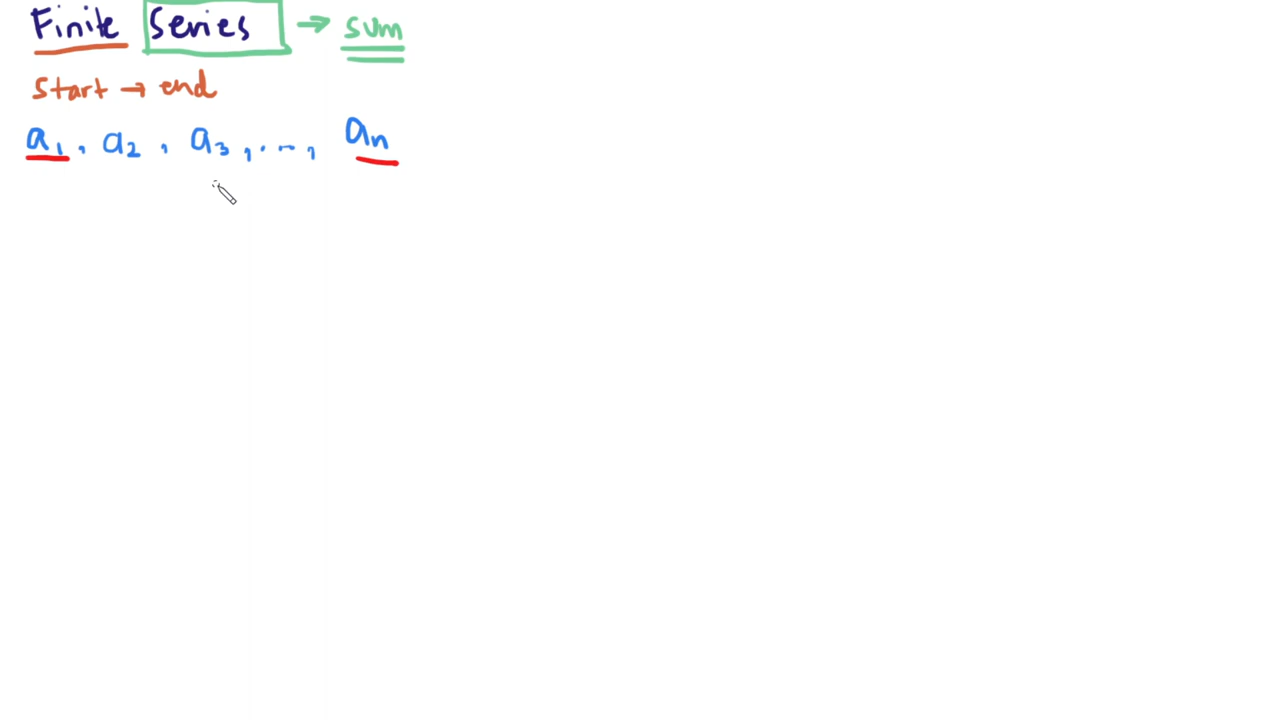 Finite Series → sum
start → end
a₁, a₂, a₃, ..., aₙ